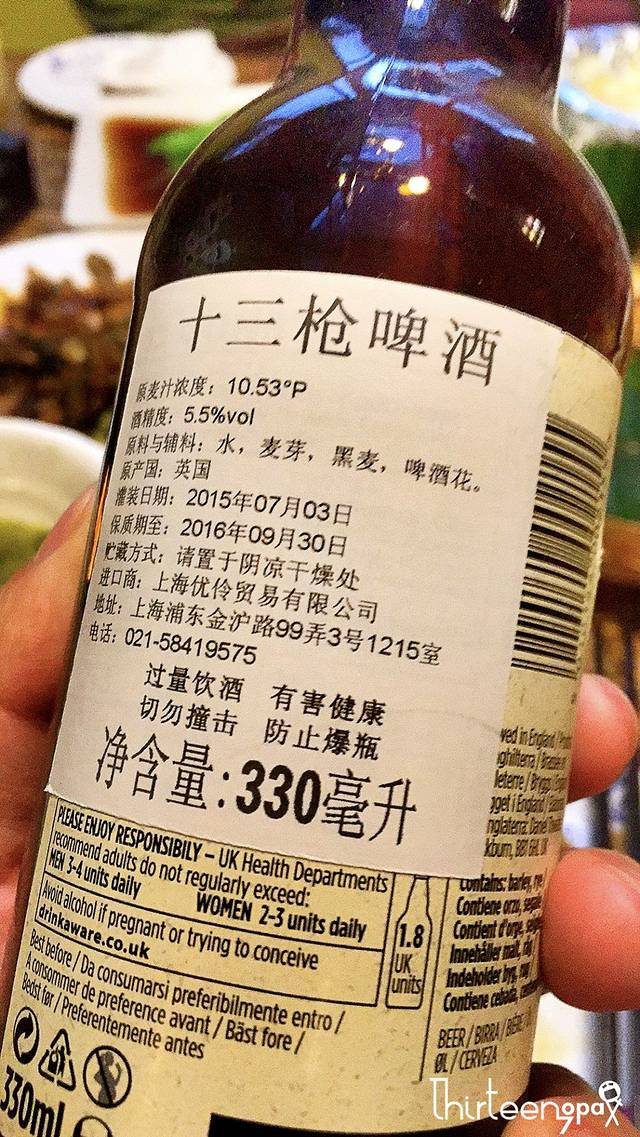 十三枪啤酒
原麦汁浓度：10.53°P
酒精度：5.5%vol
原料与辅料：水，麦芽，黑麦，啤酒花。
原产国：英国
灌装日期：2015年07月03日
保质期至：2016年09月30日
贮藏方式：请置于阴凉干燥处
进口商：上海优伶贸易有限公司
地址：上海浦东金沪路99弄3号1215室
电话：021-58419575
过量饮酒 有害健康
切勿撞击 防止爆瓶
净含量:330毫升
PLEASE ENJOY RESPONSIBILY – UK Health Departments
recommend adults do not regularly exceed:
MEN 3-4 units daily WOMEN 2-3 units daily
Avoid alcohol if pregnant or trying to conceive
drinkaware.co.uk
1.8
UK
units
Best before / Da consumarsi preferibilmente entro /
A consommer de preference avant / Bäst fore /
Bedst før / Preferentemente antes
330ml
in England
England
Contains: barley,
Contiene orzo,
Contient d'orge,
Innehåller malt,
Indeholder byg,
Contiene cebada,
BEER / BIRRA /
ØL / CERVEZA
Thirteengpax